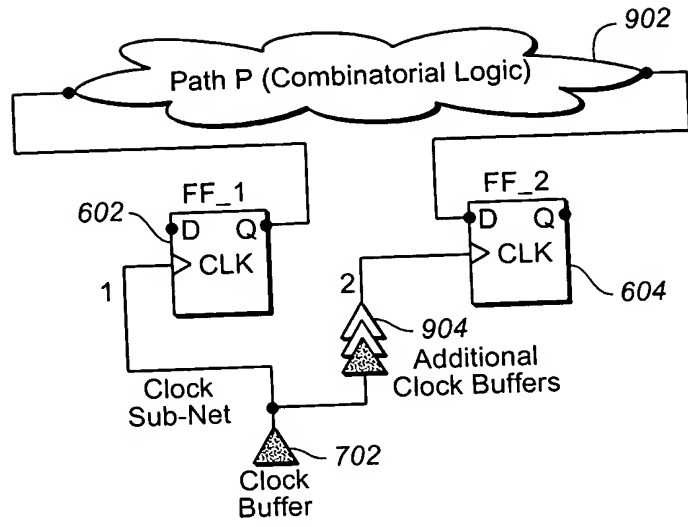 902
Path P (Combinatorial Logic)
FF_1
FF_2
602
D Q
D Q
CLK
CLK
1
2
604
904
Additional
Clock Buffers
Clock
Sub-Net
702
Clock
Buffer